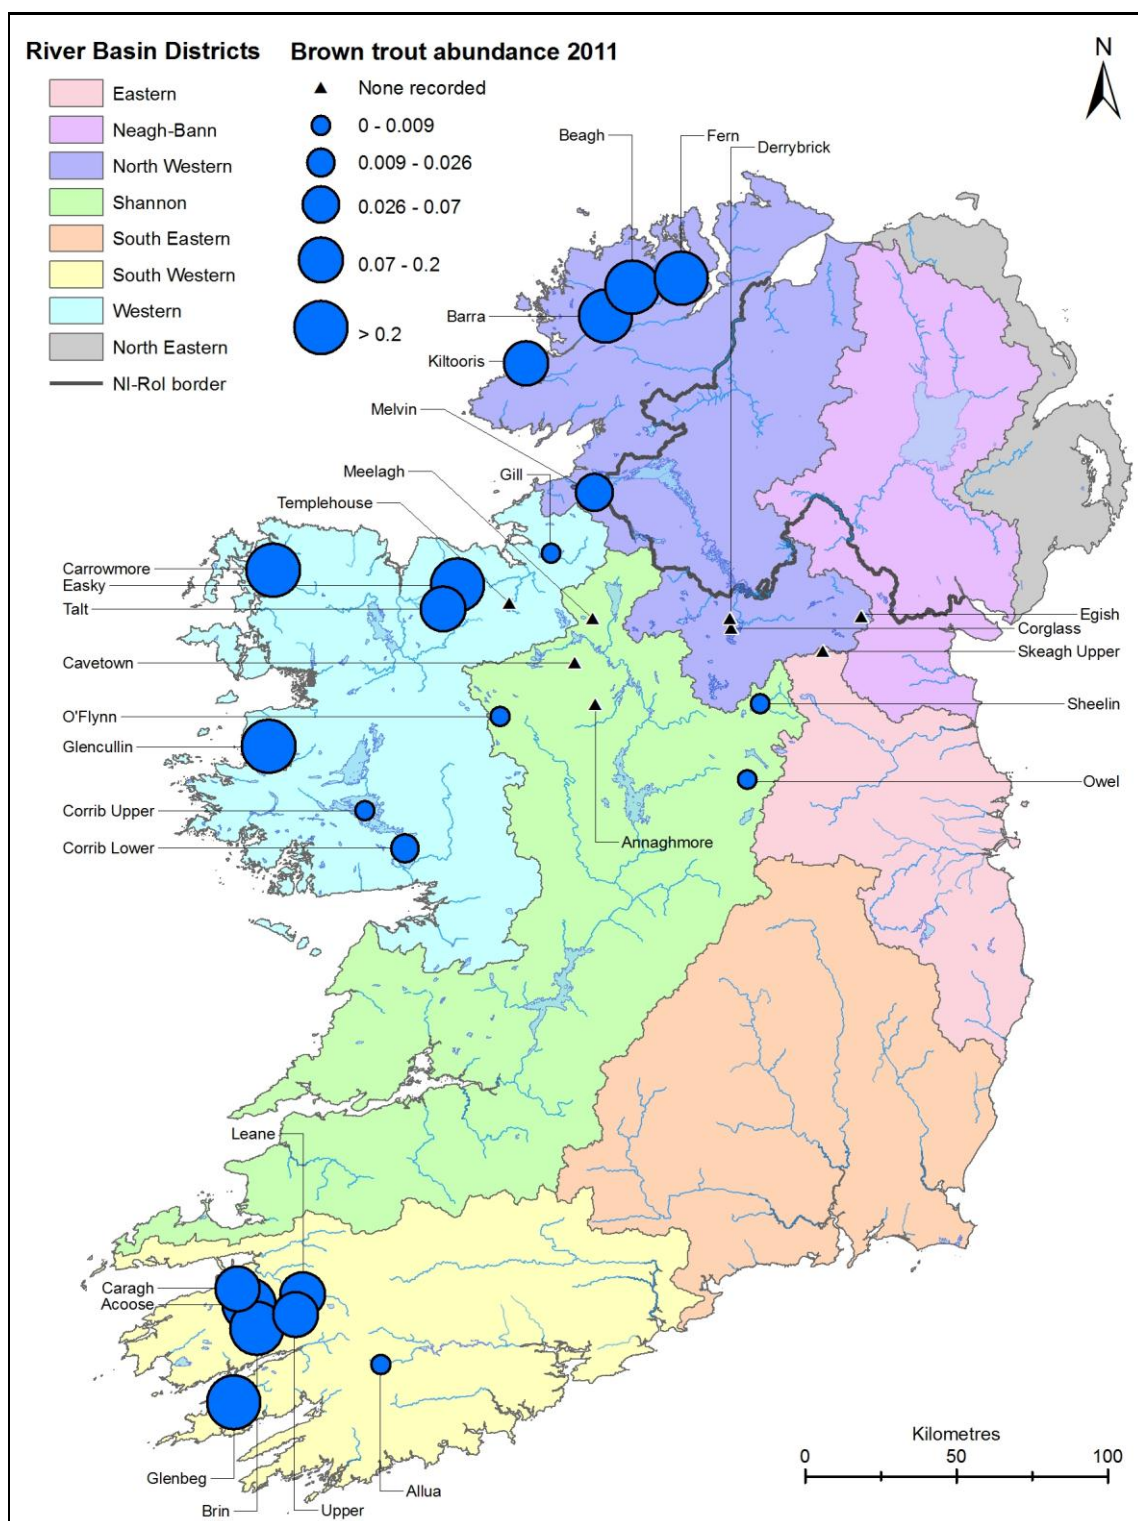 River Basin Districts
Eastern
Neagh-Bann
North Western
Shannon
South Eastern
South Western
Western
North Eastern
NI-RoI border
Brown trout abundance 2011
None recorded
0 - 0.009
0.009 - 0.026
0.026 - 0.07
0.07 - 0.2
> 0.2
N
Beagh
Fern
Derrybrick
Barra
Kiltooris
Melvin
Meelagh
Gill
Templehouse
Carrowmore
Easky
Talt
Egish
Corglass
Skeagh Upper
Cavetown
Sheelin
O'Flynn
Glencullin
Owel
Corrib Upper
Annaghmore
Corrib Lower
Leane
Caragh
Acoose
Glenbeg
Brin
Upper
Allua
Kilometres
0 50 100